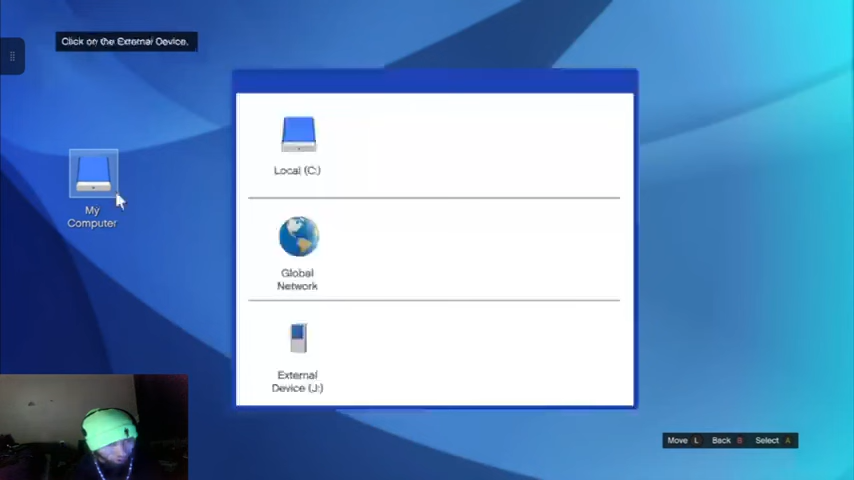 Click on the External Device.
Local (C:)
My
Computer
Global
Network
External
Device (J:)
Move L Back B Select A